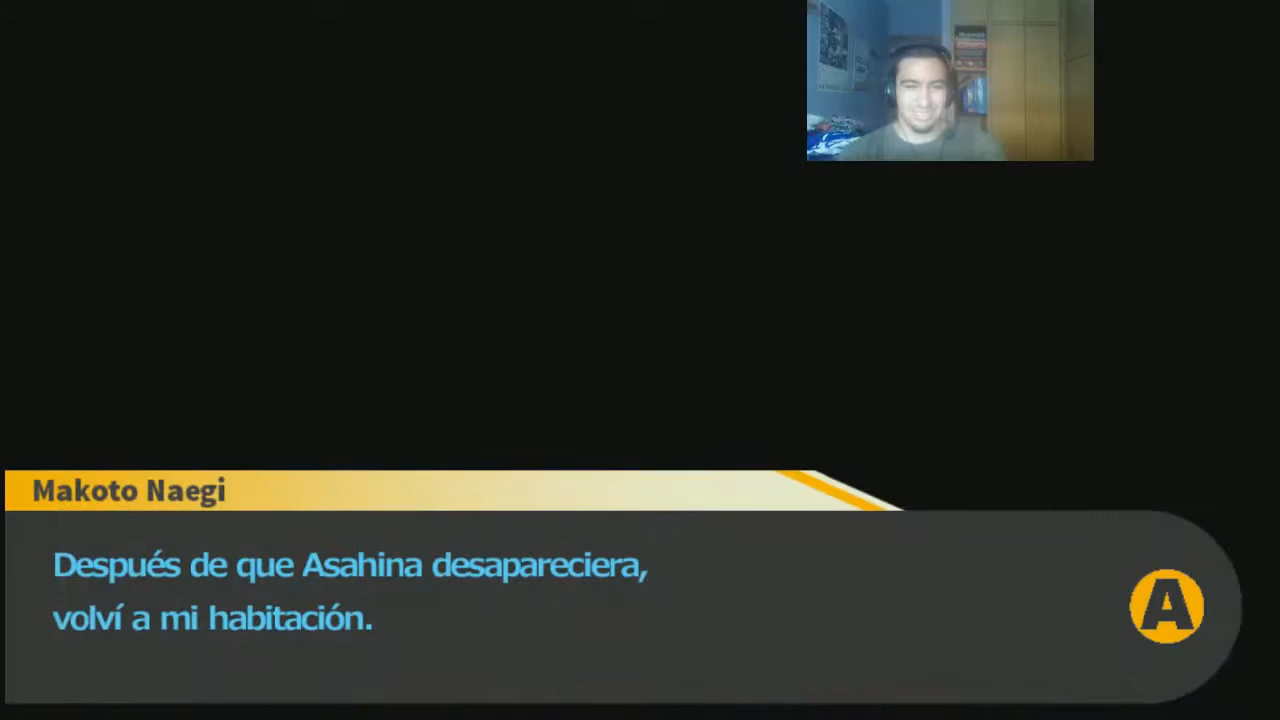 Makoto Naegi
Después de que Asahina desapareciera,
volví a mi habitación.
A